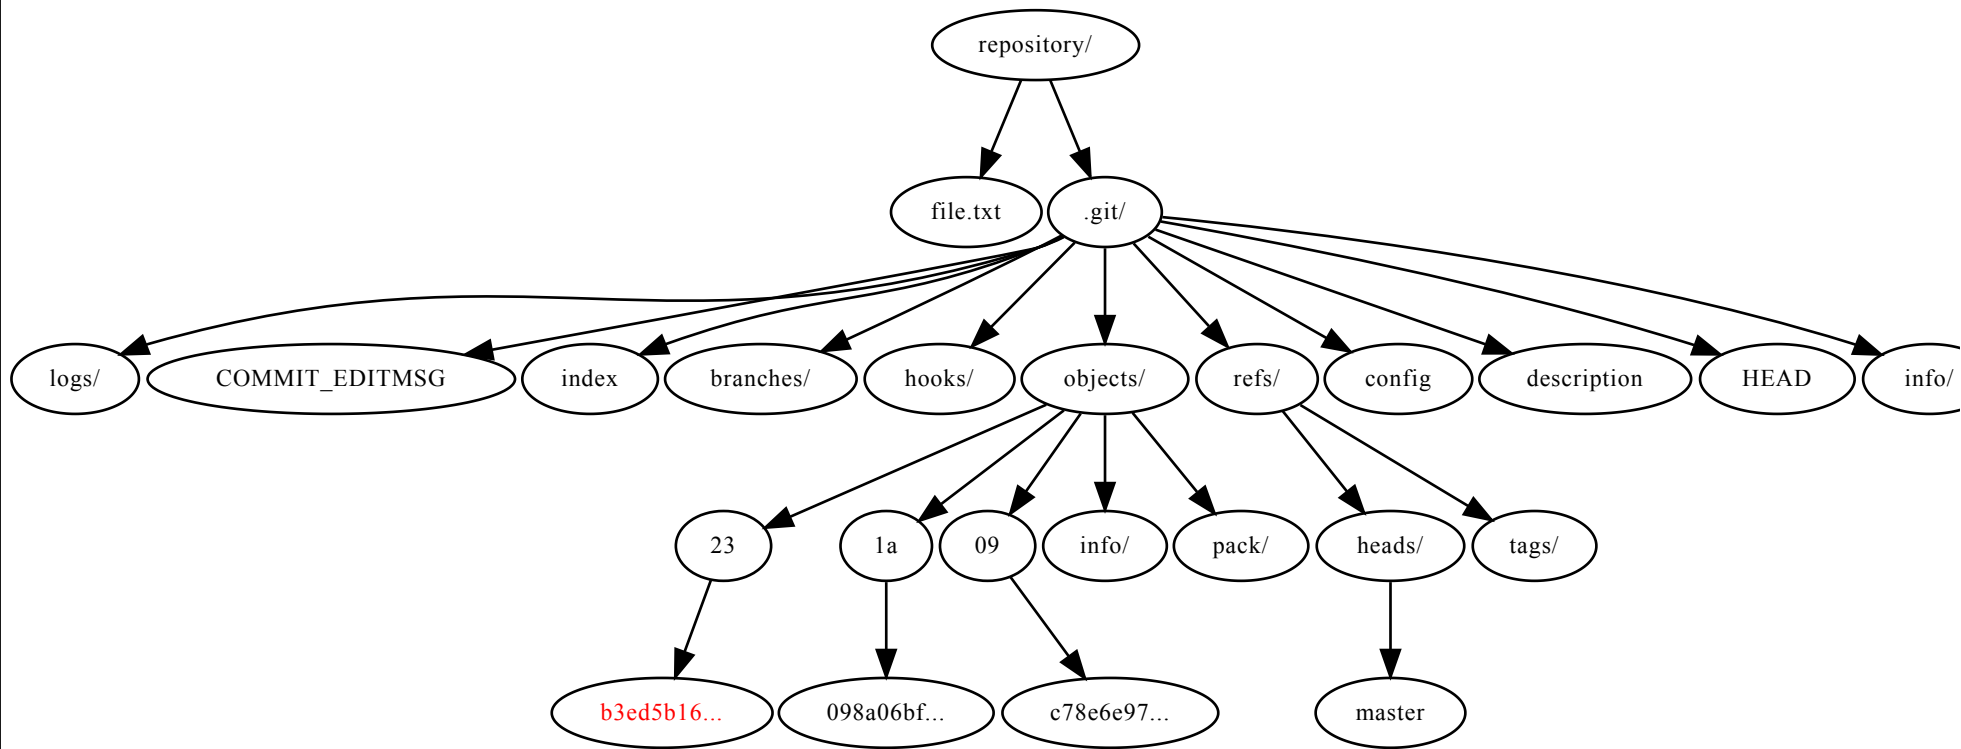 repository/
file.txt
.git/
logs/
COMMIT_EDITMSG
index
branches/
hooks/
objects/
refs/
config
description
HEAD
info/
23
1a
09
info/
pack/
heads/
tags/
b3ed5b16...
098a06bf...
c78e6e97...
master